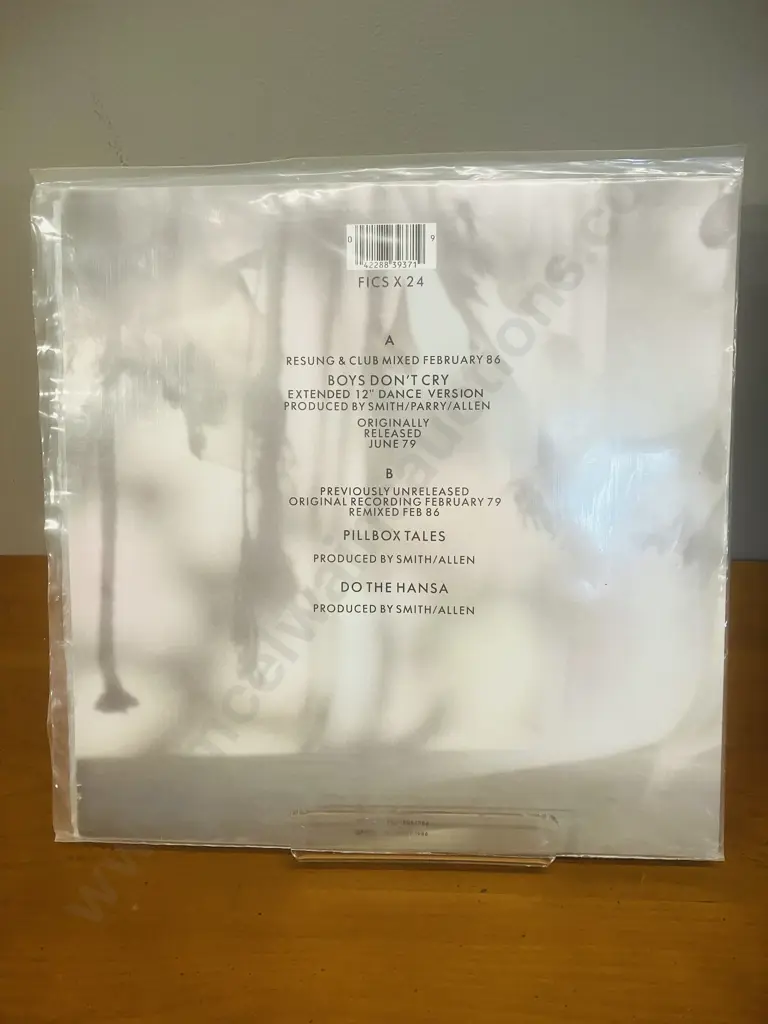 0 42288 39371 9
FICS X 24
A
RESUNG & CLUB MIXED FEBRUARY 86
BOYS DON'T CRY
EXTENDED 12" DANCE VERSION
PRODUCED BY SMITH/PARRY/ALLEN
ORIGINALLY
RELEASED
JUNE 79
B
PREVIOUSLY UNRELEASED
ORIGINAL RECORDING FEBRUARY 79
REMIXED FEB 86
PILLBOX TALES
PRODUCED BY SMITH/ALLEN
DO THE HANSA
PRODUCED BY SMITH/ALLEN